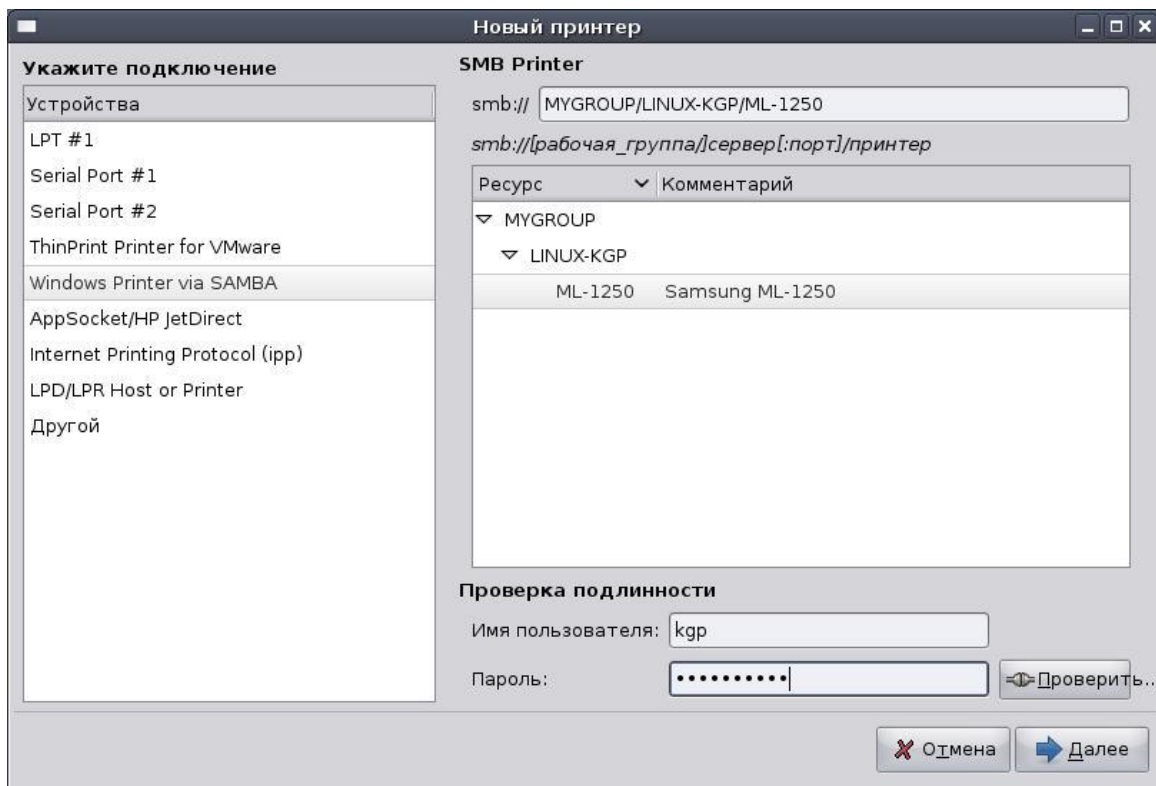 Новый принтер
Укажите подключение
Устройства
LPT #1
Serial Port #1
Serial Port #2
ThinPrint Printer for VMware
Windows Printer via SAMBA
AppSocket/HP JetDirect
Internet Printing Protocol (ipp)
LPD/LPR Host or Printer
Другой
SMB Printer
smb:// MYGROUP/LINUX-KGP/ML-1250
smb://[рабочая_группа/]сервер[:порт]/принтер
Ресурс Комментарий
MYGROUP
LINUX-KGP
ML-1250 Samsung ML-1250
Проверка подлинности
Имя пользователя: kgp
Пароль: ••••••••••
Проверить...
Отмена Далее